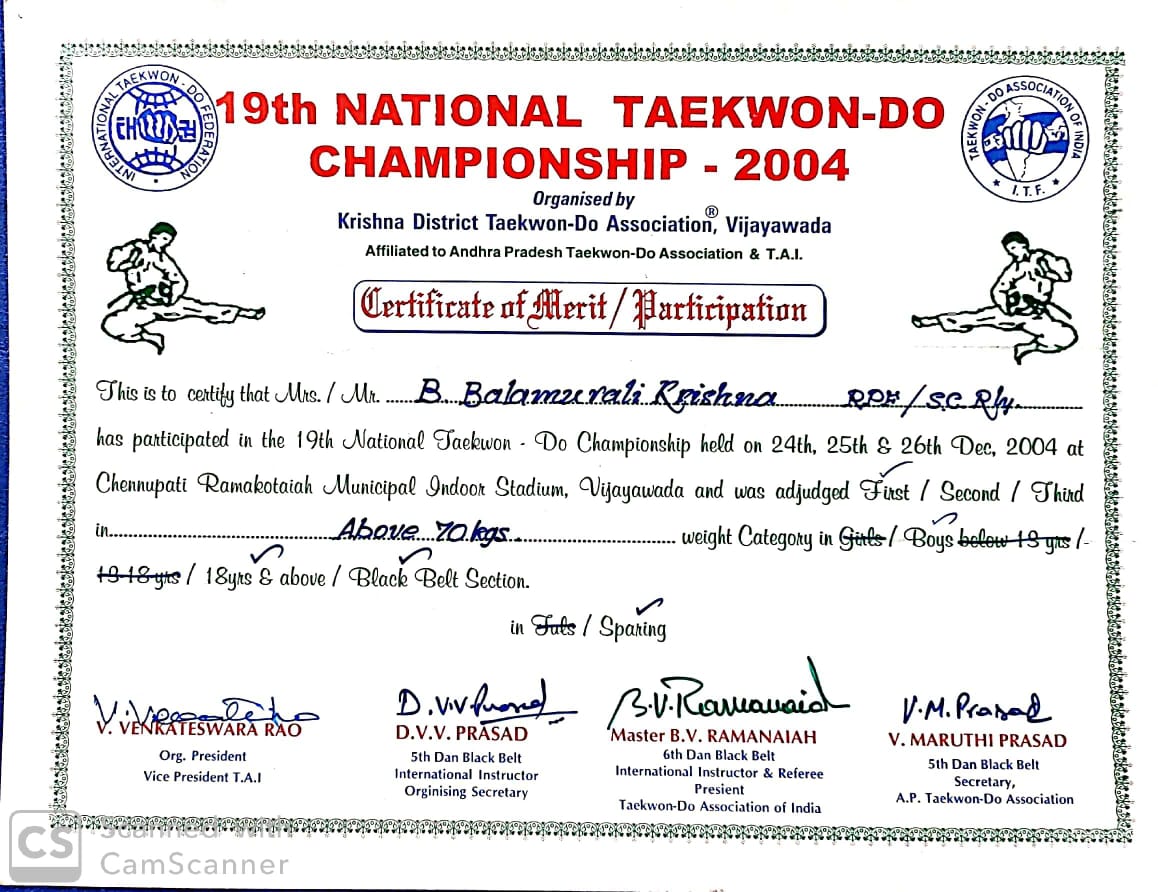 INTERNATIONAL TAEKWON - DO FEDERATION
태 권
TAEKWON - DO ASSOCIATION OF INDIA
★ I.T.F. ★
19th NATIONAL TAEKWON-DO
CHAMPIONSHIP - 2004
Organised by
Krishna District Taekwon-Do Association®, Vijayawada
Affiliated to Andhra Pradesh Taekwon-Do Association & T.A.I.
Certificate of Merit / Participation
This is to certify that Mrs. / Mr. ...... B. Balamurali Krishna ...... RPF/S.C. Rly.
has participated in the 19th National Taekwon - Do Championship held on 24th, 25th & 26th Dec, 2004 at
Chennupati Ramakotaiah Municipal Indoor Stadium, Vijayawada and was adjudged First / Second / Third
in...... Above 70 kgs ...... weight Category in Girls / Boys below 13 yrs /-
13-18 yrs / 18yrs & above / Black Belt Section.
in Tuls / Sparing
V. Venkateswara Rao D.V.V Prasad B.V. Ramanaiah V.M. Prasad
V. VENKATESWARA RAO
Org. President
Vice President T.A.I
D.V.V. PRASAD
5th Dan Black Belt
International Instructor
Orginising Secretary
Master B.V. RAMANAIAH
6th Dan Black Belt
International Instructor & Referee
Presient
Taekwon-Do Association of India
V. MARUTHI PRASAD
5th Dan Black Belt
Secretary,
A.P. Taekwon-Do Association
CS
Scanned with
CamScanner